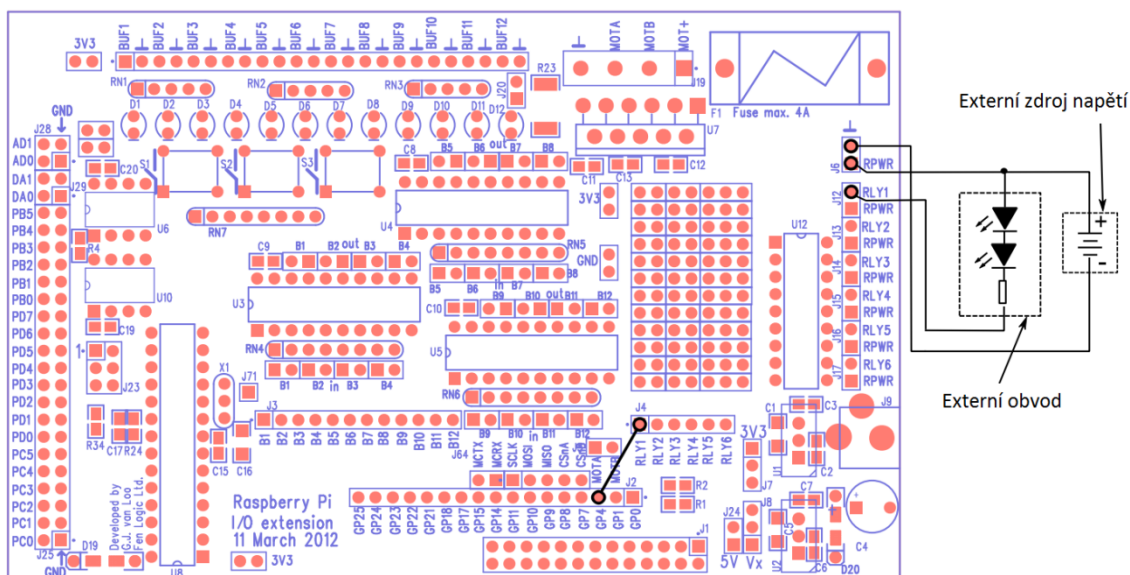 3V3
BUF1 BUF2 BUF3 BUF4 BUF5 BUF6 BUF7 BUF8 BUF9 BUF10 BUF11 BUF12
MOTA MOTB MOT+
J19
RN1 RN2 RN3 J20 R23
D1 D2 D3 D4 D5 D6 D7 D8 D9 D10 D11 D12
F1 Fuse max. 4A
U7
Externí zdroj napětí
GND
J28
AD1
AD0
DA1
DA0
PB5
PB4
PB3
PB2
PB1
PB0
PD7
PD6
PD5
PD4
PD3
PD2
PD1
PD0
PC5
PC4
PC3
PC2
PC1
PC0
J25
GND
C20 S1 S2 S3 C8
B5 B6 out B7 B8
C11 C13 C12
J6 RPWR
J29
U6
R4
RN7
U4
3V3
J12 RLY1
RPWR
J13 RLY2
RPWR
J14 RLY3
RPWR
J15 RLY4
RPWR
J16 RLY5
RPWR
J17 RLY6
RPWR
U12
+
-
C9 B1 B2 out B3 B4
RN5
GND
B5 B6 in B7 B8
U10
U3
C10 B9 B10 out B11 B12
C19
RN4
U5
1
J23
X1
J71
B1 B2 in B3 B4
RN6
Externí obvod
J3
B1 B2 B3 B4 B5 B6 B7 B8 B9 B10 B11 B12
B9 B10 in B11 B12
J4
RLY1 RLY2 RLY3 RLY4 RLY5 RLY6
C1 C3 J9
R34 C17 R24
C15 C16
J64
MCTX MCRX SCLK MOSI MISO CSnA CSnB MOTA MOTB
3V3
J7
U1
C2
R2
R1
J2
GP25 GP24 GP23 GP22 GP21 GP18 GP17 GP15 GP14 GP11 GP10 GP9 GP8 GP7 GP4 GP1 GP0
Raspberry Pi
I/O extension
11 March 2012
Developed by
G.J. van Loo
Fen Logic Ltd.
D19
U8
3V3
J1
J24 J8
5V Vx
C7
C5
U2
C6
+
C4
D20